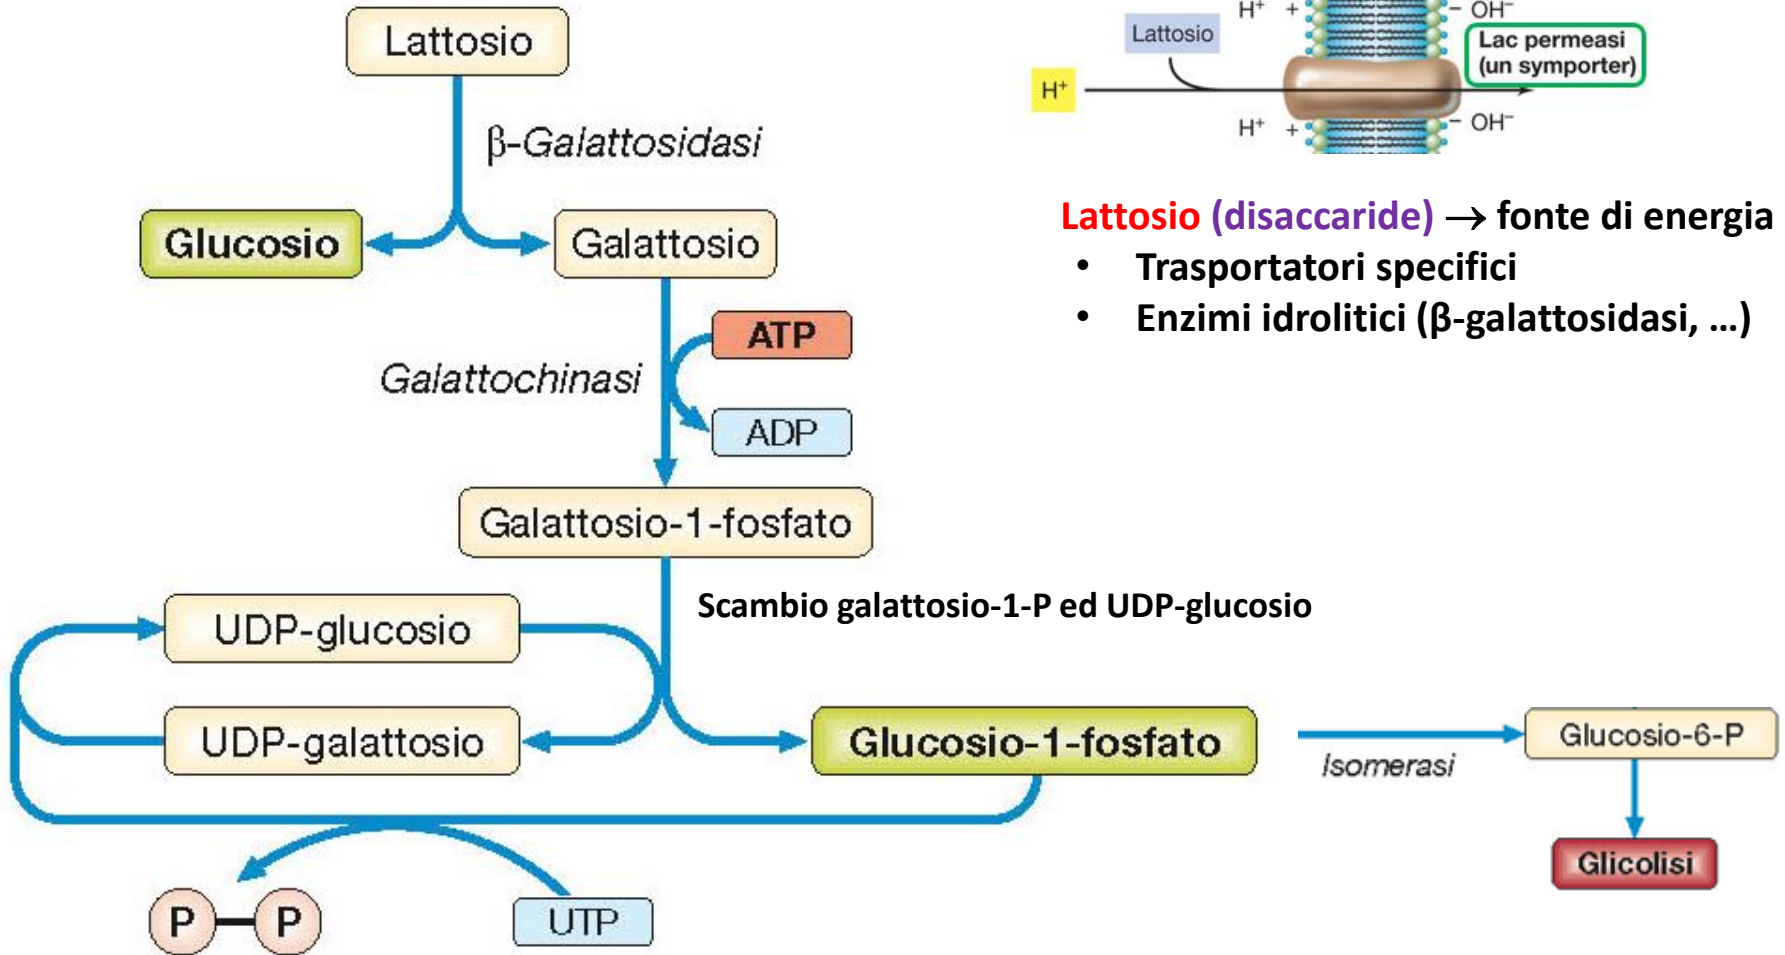 Lattosio
β-Galattosidasi
Glucosio
Galattosio
ATP
Galattochinasi
ADP
Galattosio-1-fosfato
Scambio galattosio-1-P ed UDP-glucosio
UDP-glucosio
UDP-galattosio
Glucosio-1-fosfato
P P
UTP
Isomerasi
Glucosio-6-P
Glicolisi
H⁺ + − OH⁻
Lattosio
Lac permeasi
(un symporter)
H⁺
H⁺ + − OH⁻
Lattosio (disaccaride) → fonte di energia
• Trasportatori specifici
• Enzimi idrolitici (β-galattosidasi, …)